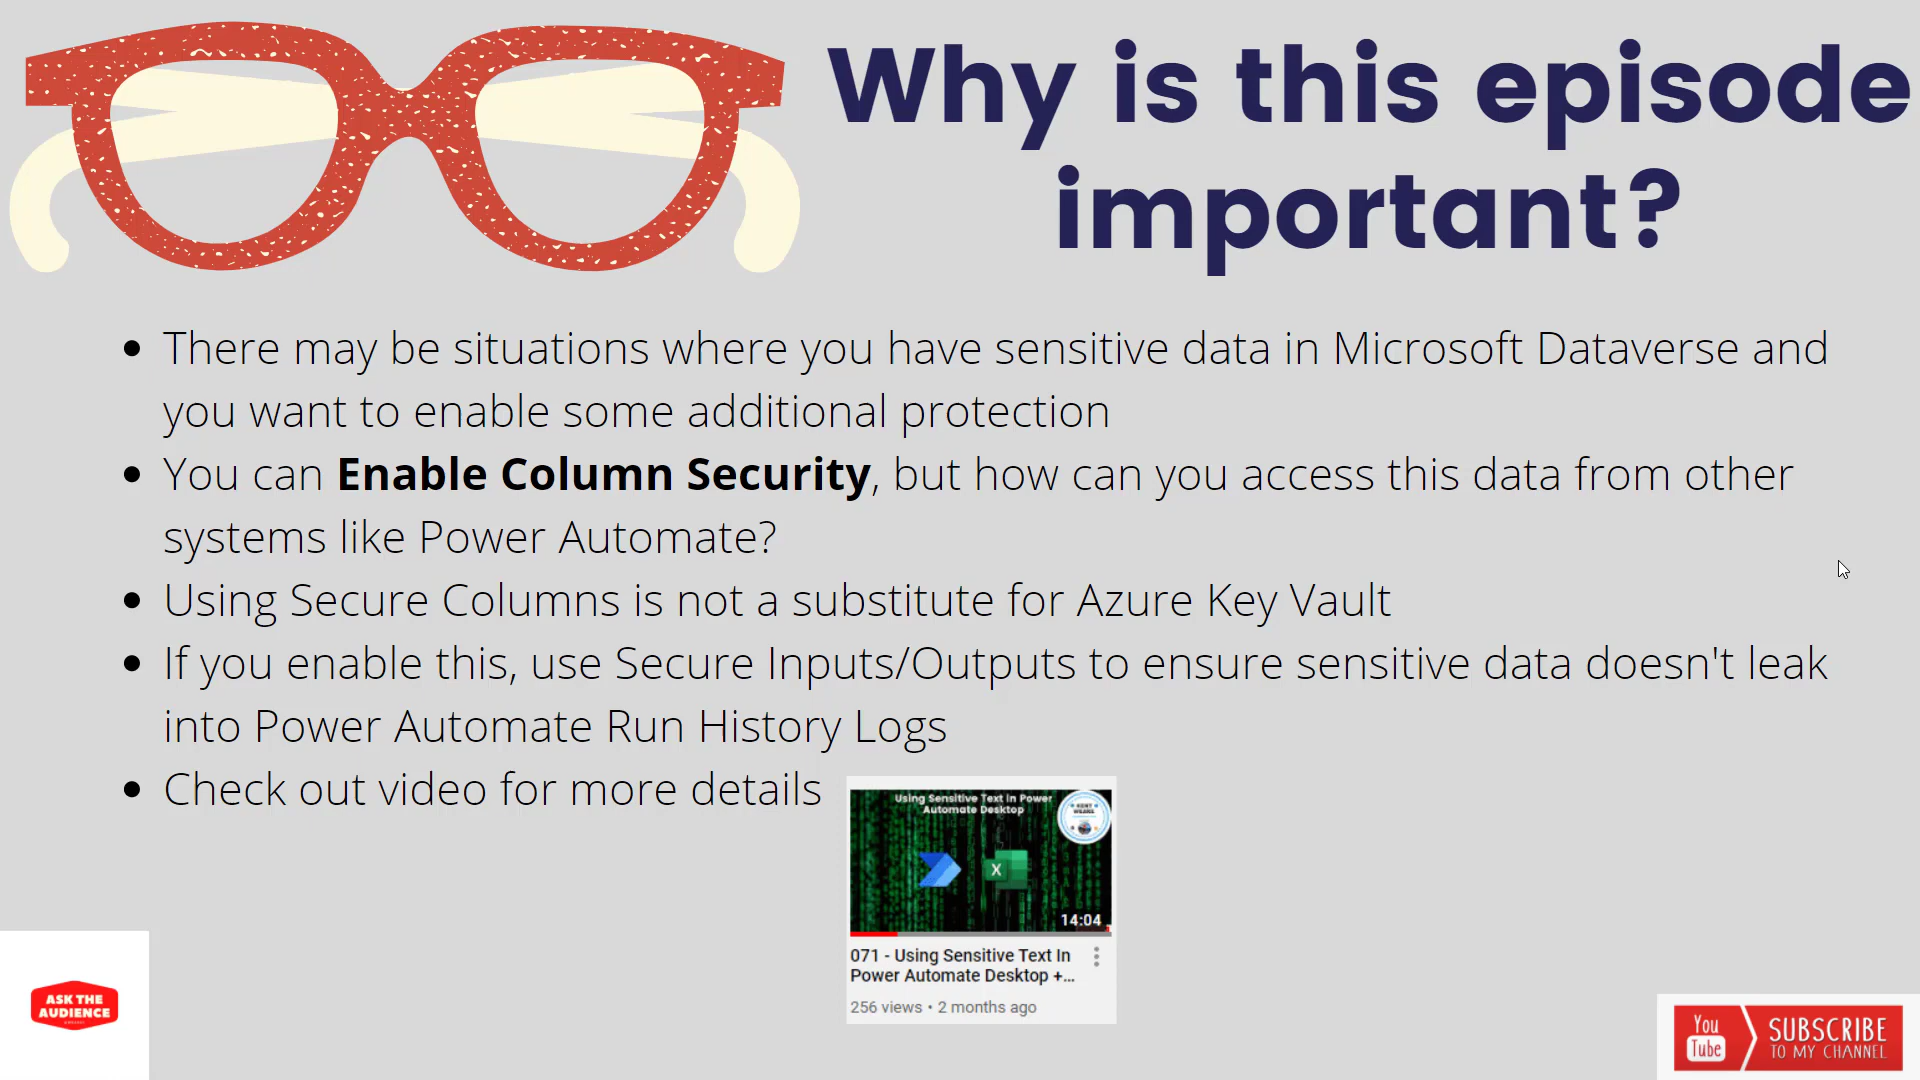 Why is this episode
important?
• There may be situations where you have sensitive data in Microsoft Dataverse and
you want to enable some additional protection
• You can Enable Column Security, but how can you access this data from other
systems like Power Automate?
• Using Secure Columns is not a substitute for Azure Key Vault
• If you enable this, use Secure Inputs/Outputs to ensure sensitive data doesn't leak
into Power Automate Run History Logs
• Check out video for more details
Using Sensitive Text In Power
Automate Desktop
KENT
WEARE
X
14:04
071 - Using Sensitive Text In
Power Automate Desktop +...
256 views • 2 months ago
ASK THE
AUDIENCE
You
Tube
SUBSCRIBE
TO MY CHANNEL